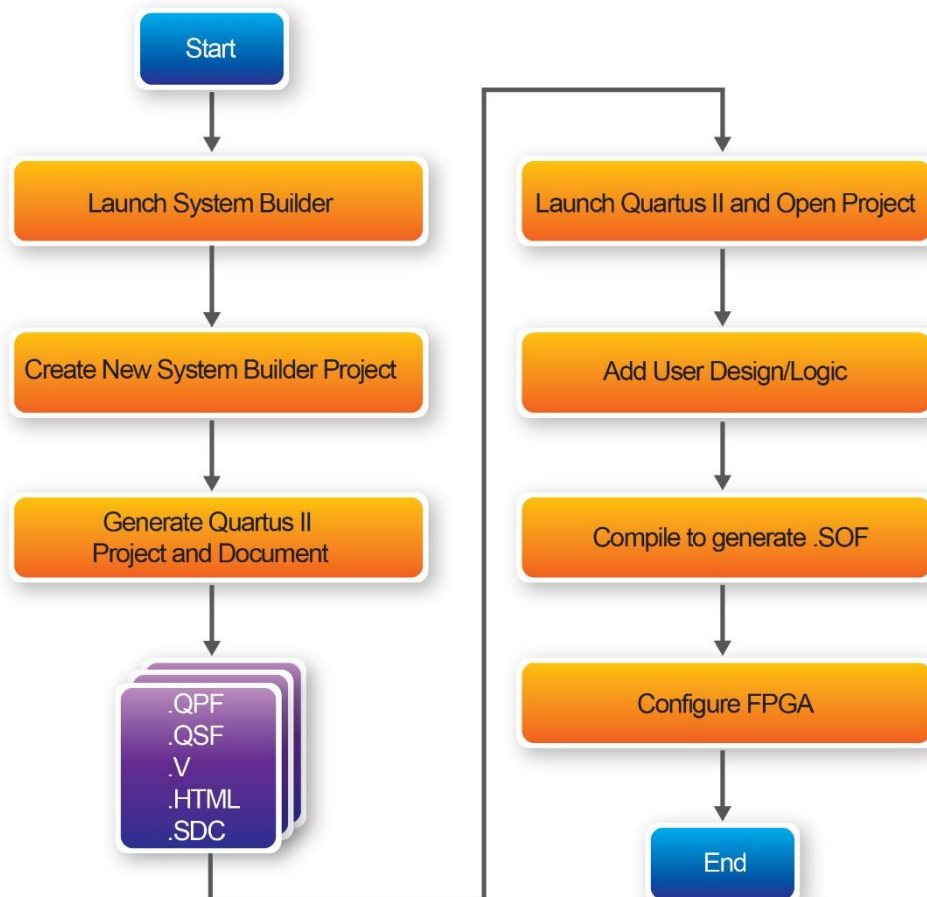 Start
Launch System Builder
Create New System Builder Project
Generate Quartus II
Project and Document
.QPF
.QSF
.V
.HTML
.SDC
Launch Quartus II and Open Project
Add User Design/Logic
Compile to generate .SOF
Configure FPGA
End